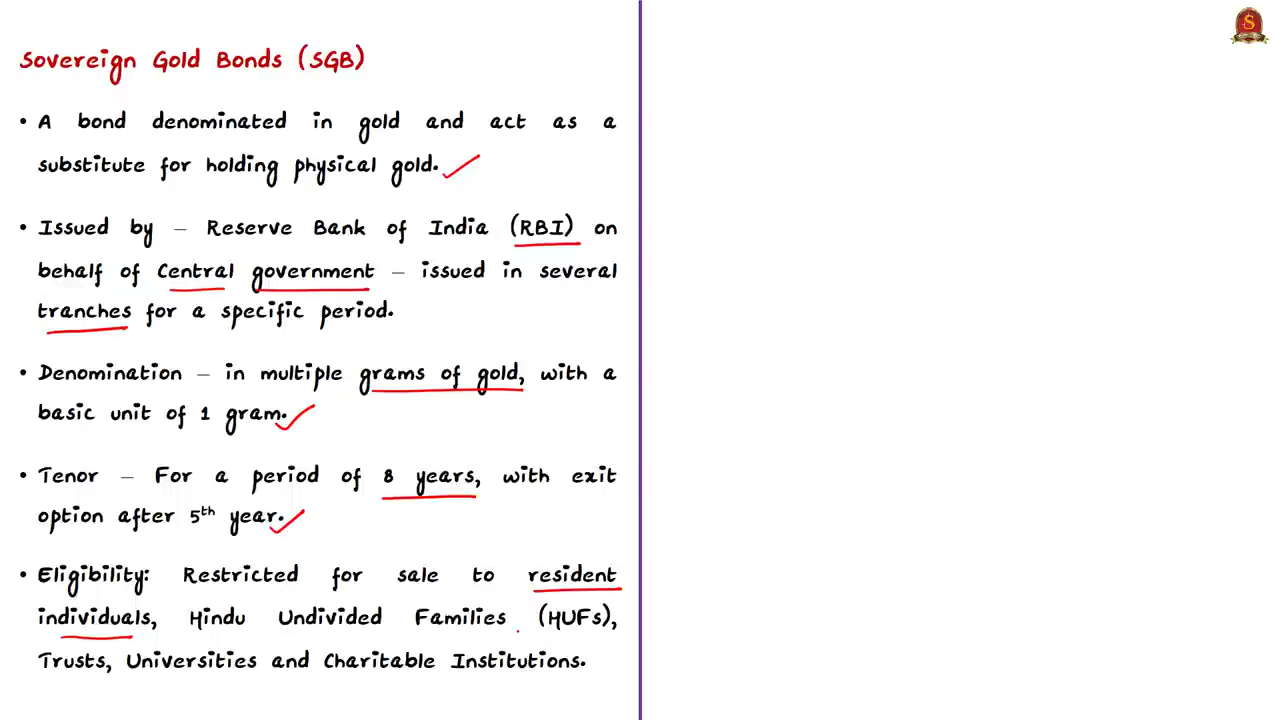 Sovereign Gold Bonds (SGB)
• A bond denominated in gold and act as a
substitute for holding physical gold.
• Issued by – Reserve Bank of India (RBI) on
behalf of Central government – issued in several
tranches for a specific period.
• Denomination – in multiple grams of gold, with a
basic unit of 1 gram.
• Tenor – For a period of 8 years, with exit
option after 5th year.
• Eligibility: Restricted for sale to resident
individuals, Hindu Undivided Families (HUFs),
Trusts, Universities and Charitable Institutions.
S